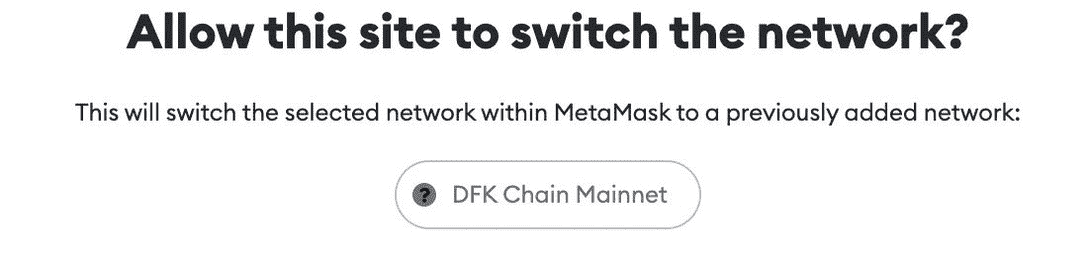 Allow this site to switch the network?
This will switch the selected network within MetaMask to a previously added network:
? DFK Chain Mainnet